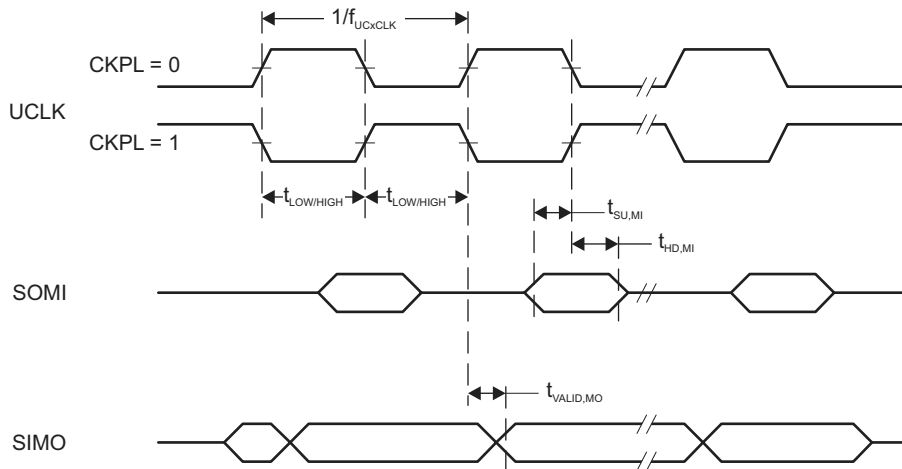 1/fUCxCLK
CKPL = 0
UCLK
CKPL = 1
tLOW/HIGH tLOW/HIGH
tSU,MI
tHD,MI
SOMI
tVALID,MO
SIMO